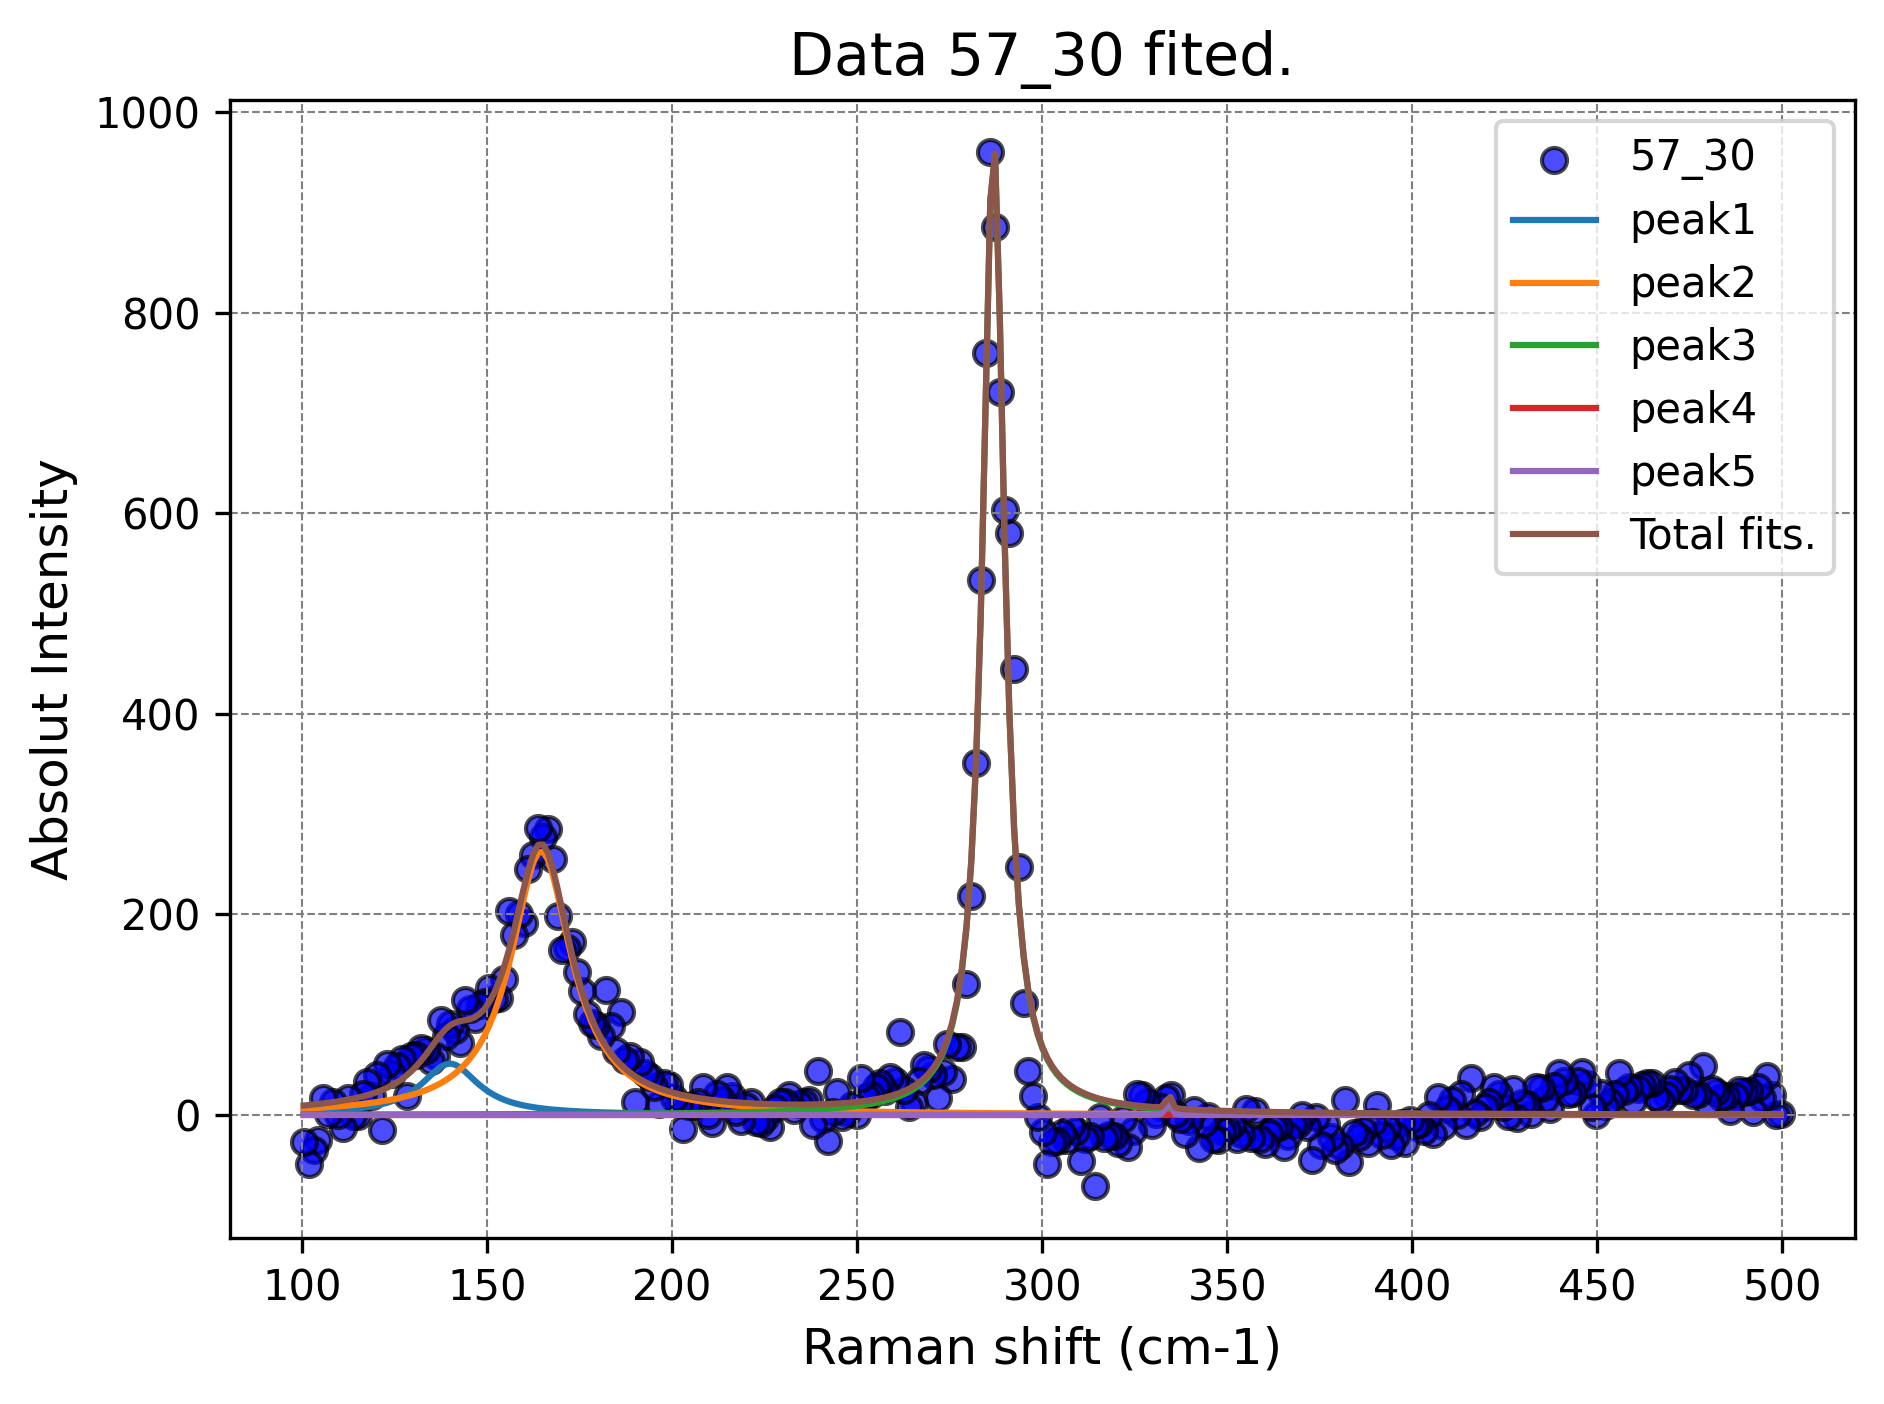 Data 57_30 fited.
1000
800
600
400
200
0
100 150 200 250 300 350 400 450 500
Absolut Intensity
Raman shift (cm-1)
57_30
peak1
peak2
peak3
peak4
peak5
Total fits.